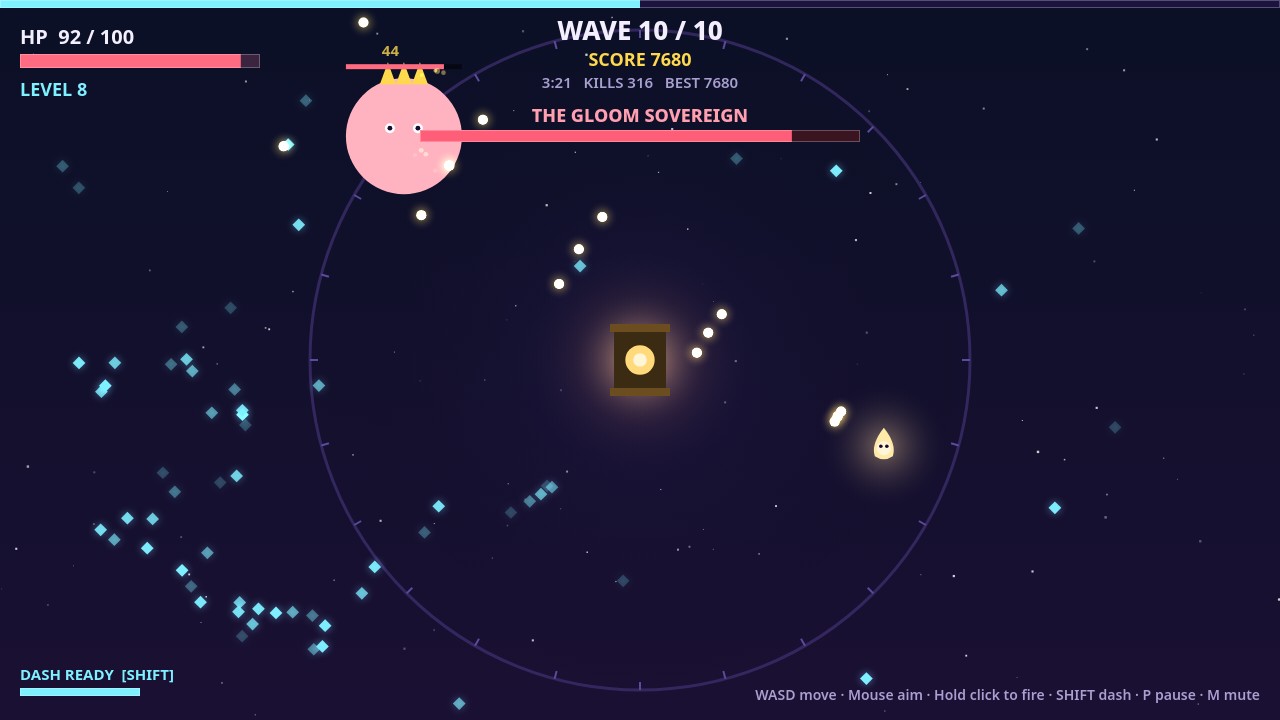 HP 92 / 100
LEVEL 8
44
WAVE 10 / 10
SCORE 7680
3:21 KILLS 316 BEST 7680
THE GLOOM SOVEREIGN
DASH READY [SHIFT]
WASD move · Mouse aim · Hold click to fire · SHIFT dash · P pause · M mute